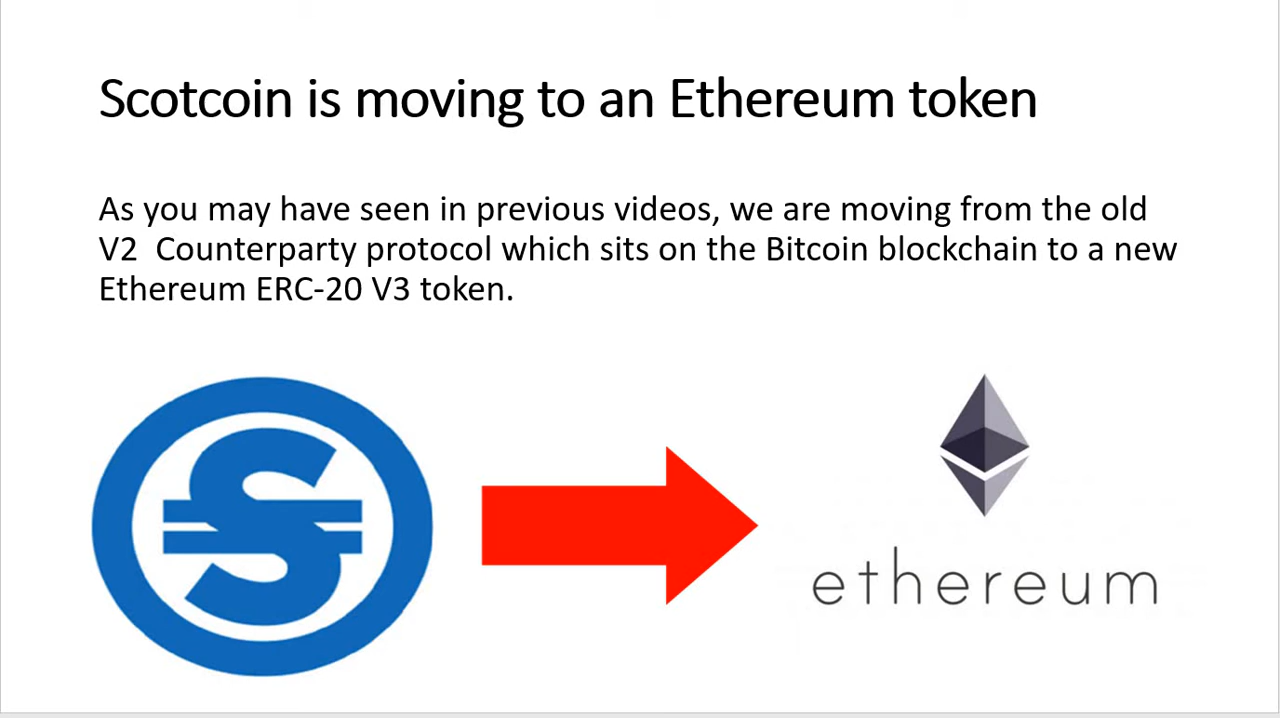 Scotcoin is moving to an Ethereum token
As you may have seen in previous videos, we are moving from the old
V2  Counterparty protocol which sits on the Bitcoin blockchain to a new
Ethereum ERC-20 V3 token.
ethereum